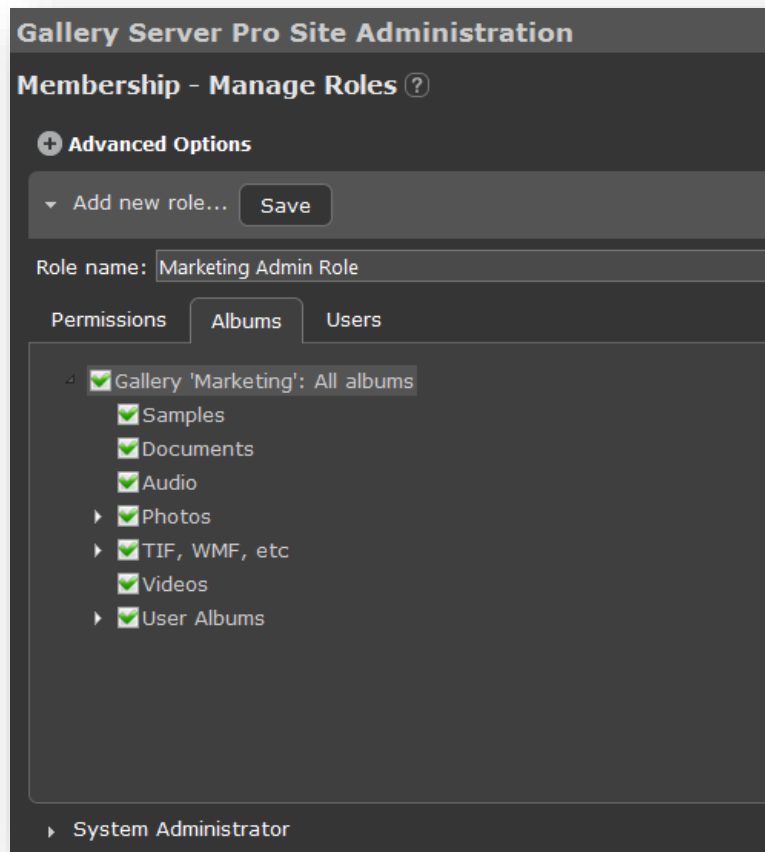 Gallery Server Pro Site Administration
Membership - Manage Roles ?
Advanced Options
Add new role... Save
Role name: Marketing Admin Role
Permissions Albums Users
Gallery 'Marketing': All albums
Samples
Documents
Audio
Photos
TIF, WMF, etc
Videos
User Albums
System Administrator